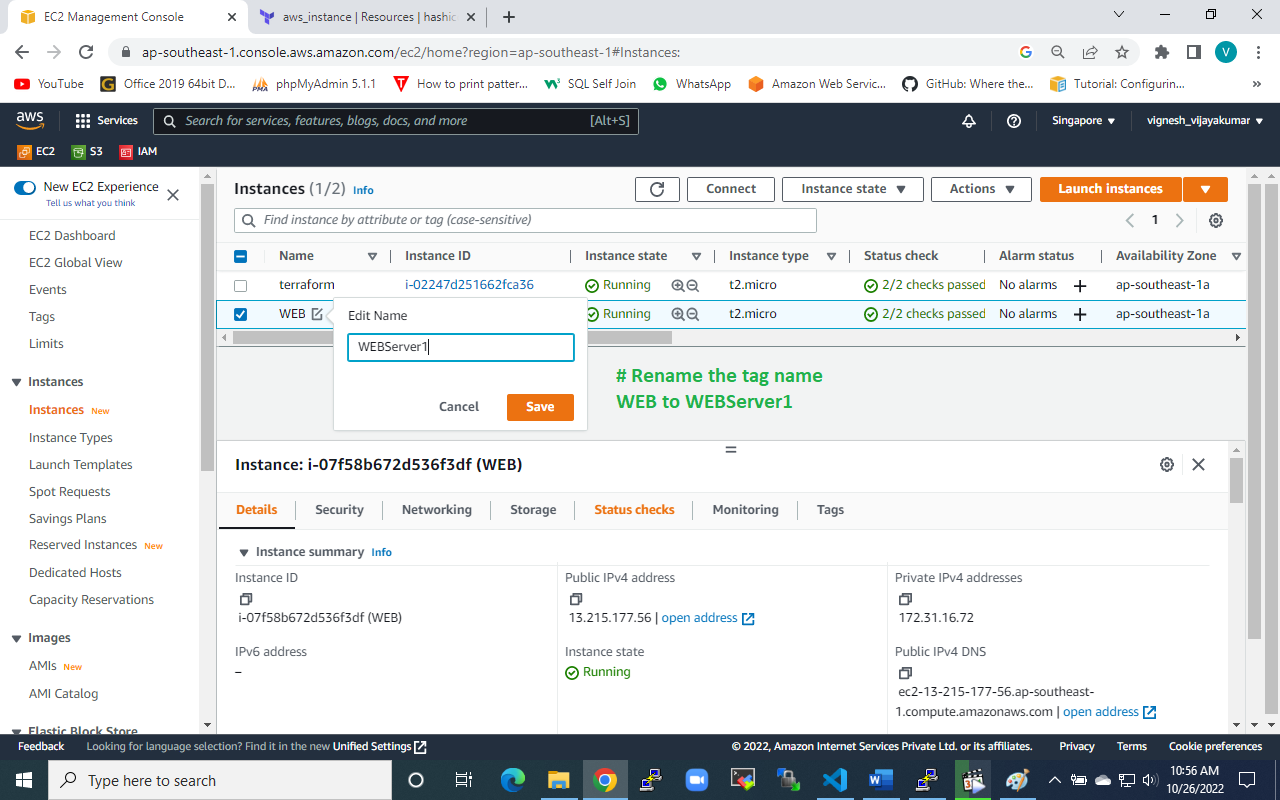 EC2 Management Console
aws_instance | Resources | hashic
ap-southeast-1.console.aws.amazon.com/ec2/home?region=ap-southeast-1#Instances:
V
YouTube
Office 2019 64bit D...
phpMyAdmin 5.1.1
How to print patter...
SQL Self Join
WhatsApp
Amazon Web Servic...
GitHub: Where the...
Tutorial: Configurin...
aws
Services
Search for services, features, blogs, docs, and more
[Alt+S]
Singapore
vignesh_vijayakumar
EC2
S3
IAM
New EC2 Experience
Tell us what you think
EC2 Dashboard
EC2 Global View
Events
Tags
Limits
Instances
Instances New
Instance Types
Launch Templates
Spot Requests
Savings Plans
Reserved Instances New
Dedicated Hosts
Capacity Reservations
Images
AMIs New
AMI Catalog
Elastic Block Store
Instances (1/2) Info
Connect
Instance state
Actions
Launch instances
Find instance by attribute or tag (case-sensitive)
1
Name
Instance ID
Instance state
Instance type
Status check
Alarm status
Availability Zone
terraform
i-02247d251662fca36
Running
t2.micro
2/2 checks passed
No alarms
ap-southeast-1a
WEB
Running
t2.micro
2/2 checks passed
No alarms
ap-southeast-1a
Edit Name
WEBServer1
Cancel
Save
# Rename the tag name
WEB to WEBServer1
Instance: i-07f58b672d536f3df (WEB)
Details
Security
Networking
Storage
Status checks
Monitoring
Tags
Instance summary Info
Instance ID
i-07f58b672d536f3df (WEB)
Public IPv4 address
13.215.177.56 | open address
Private IPv4 addresses
172.31.16.72
IPv6 address
–
Instance state
Running
Public IPv4 DNS
ec2-13-215-177-56.ap-southeast-
1.compute.amazonaws.com | open address
Feedback
Looking for language selection? Find it in the new Unified Settings
© 2022, Amazon Internet Services Private Ltd. or its affiliates.
Privacy
Terms
Cookie preferences
Type here to search
10:56 AM
10/26/2022